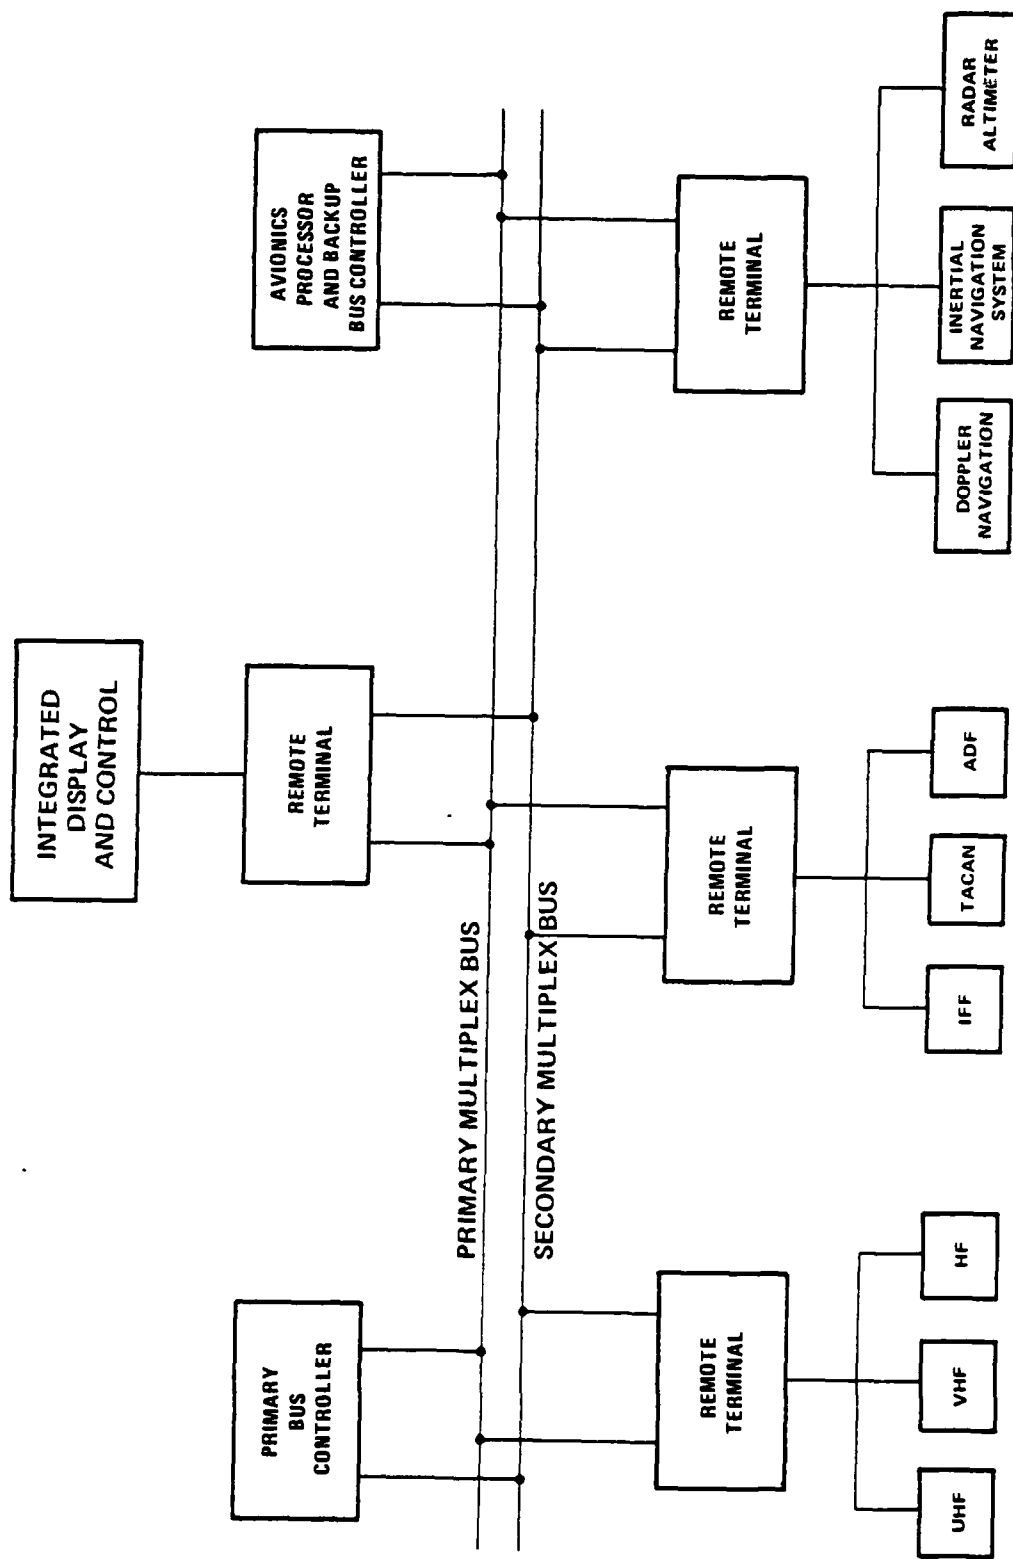 INTEGRATED
DISPLAY
AND CONTROL
PRIMARY
BUS
CONTROLLER
REMOTE
TERMINAL
AVIONICS
PROCESSOR
AND BACKUP
BUS CONTROLLER
PRIMARY MULTIPLEX BUS
SECONDARY MULTIPLEX BUS
REMOTE
TERMINAL
REMOTE
TERMINAL
REMOTE
TERMINAL
UHF
VHF
HF
IFF
TACAN
ADF
DOPPLER
NAVIGATION
INERTIAL
NAVIGATION
SYSTEM
RADAR
ALTIMETER